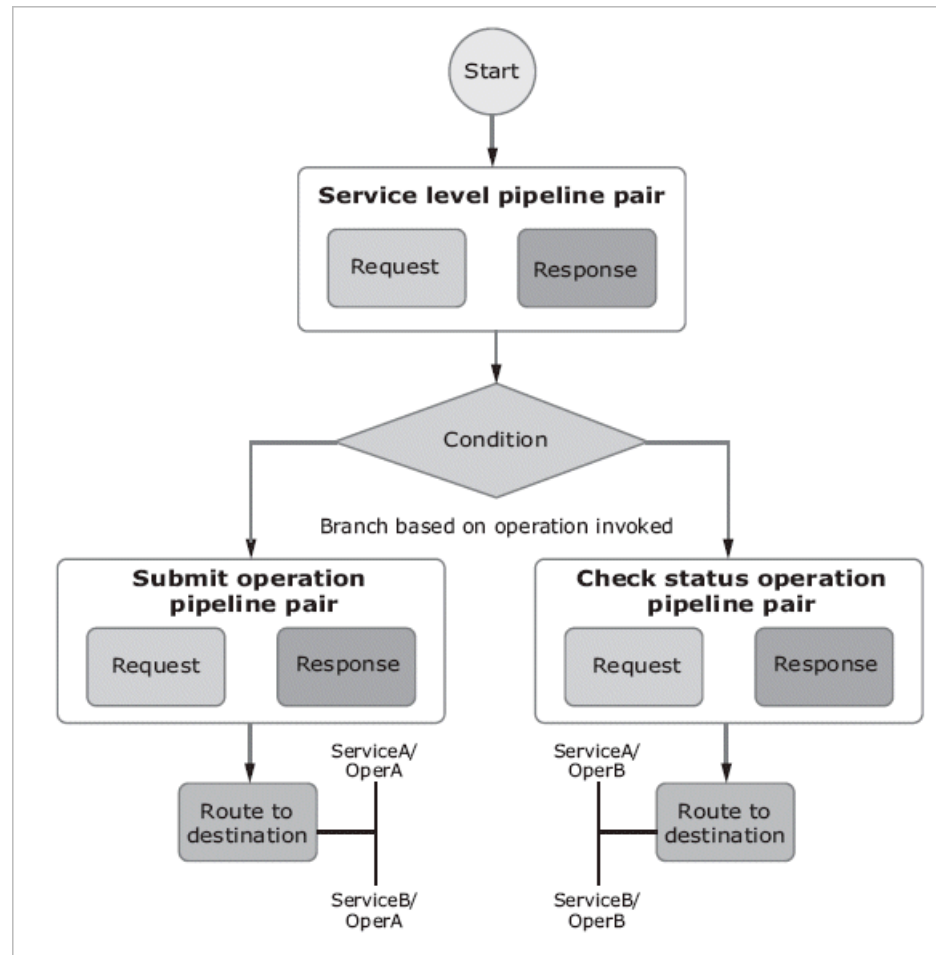 Start
Service level pipeline pair
Request
Response
Condition
Branch based on operation invoked
Submit operation
pipeline pair
Request
Response
Check status operation
pipeline pair
Request
Response
ServiceA/
OperA
Route to
destination
ServiceB/
OperA
ServiceA/
OperB
Route to
destination
ServiceB/
OperB